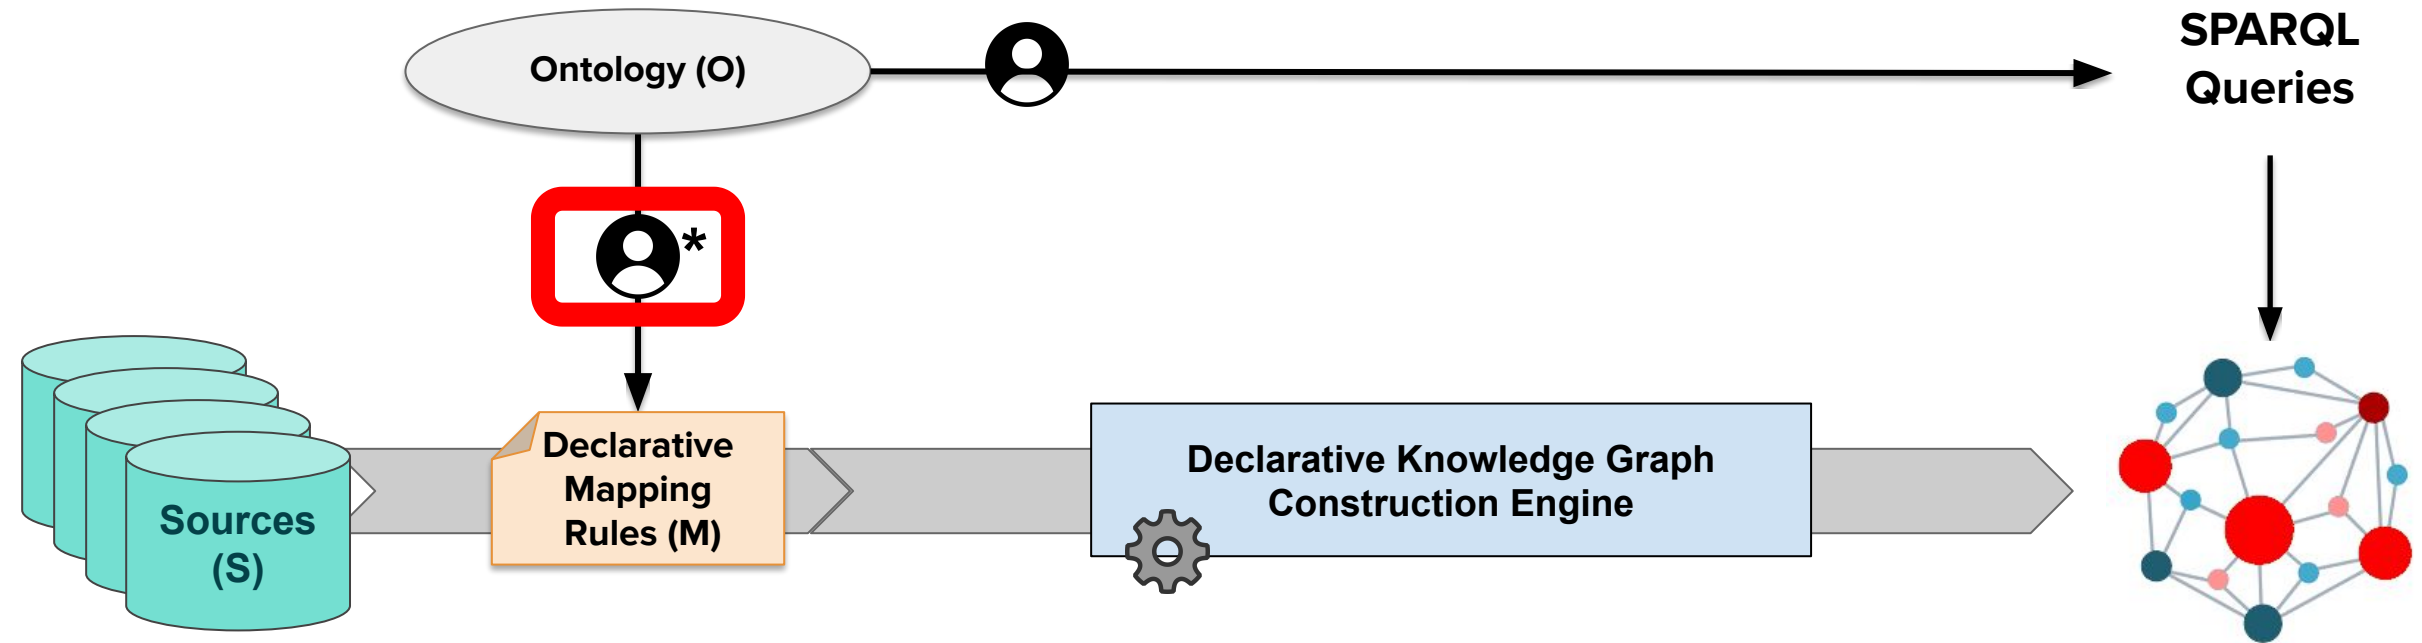 Ontology (O)
SPARQL
Queries
*
Sources
(S)
Declarative
Mapping
Rules (M)
Declarative Knowledge Graph
Construction Engine